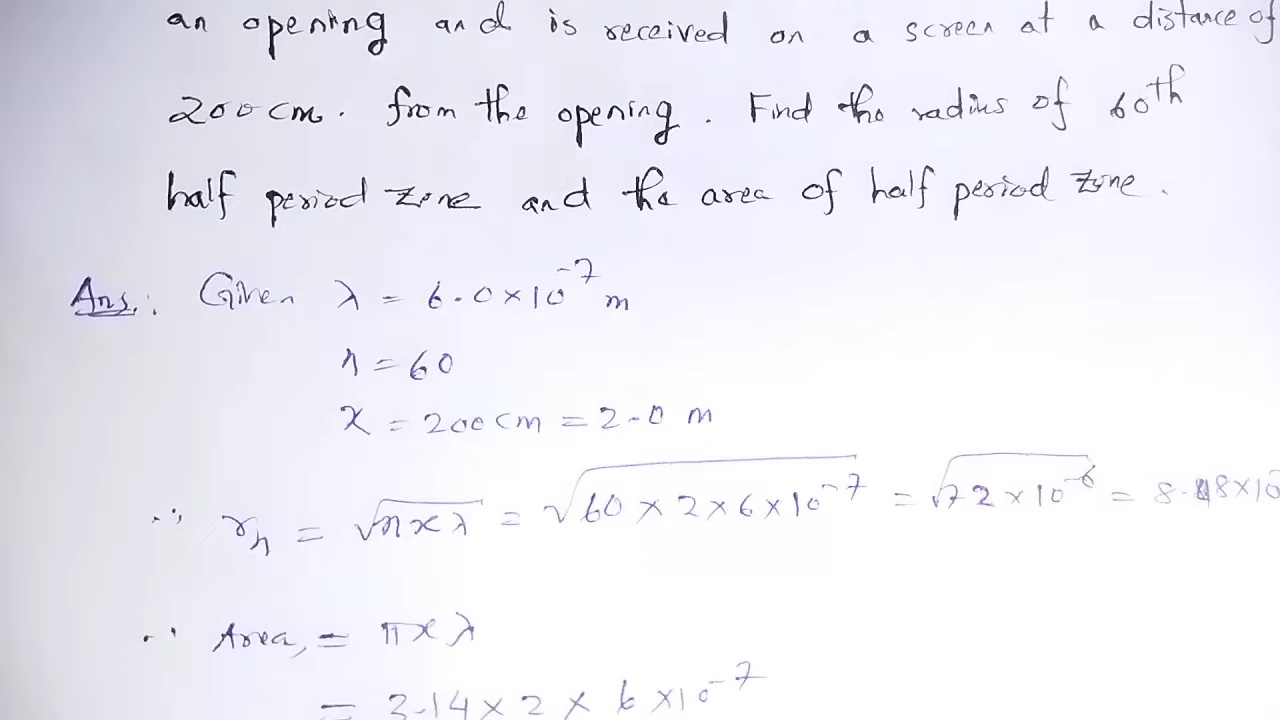 an opening and is received on a screen at a distance of
200 cm. from the opening. Find the radius of 60th
half period zone and the area of half period zone.
Ans.: Given λ = 6.0 × 10⁻⁷ m
n = 60
x = 200 cm = 2.0 m
∴ rₙ = √nxλ = √60 × 2 × 6 × 10⁻⁷ = √72 × 10⁻⁶ = 8.48 × 10
∴ Area, = πxλ
= 3.14 × 2 × 6 × 10⁻⁷